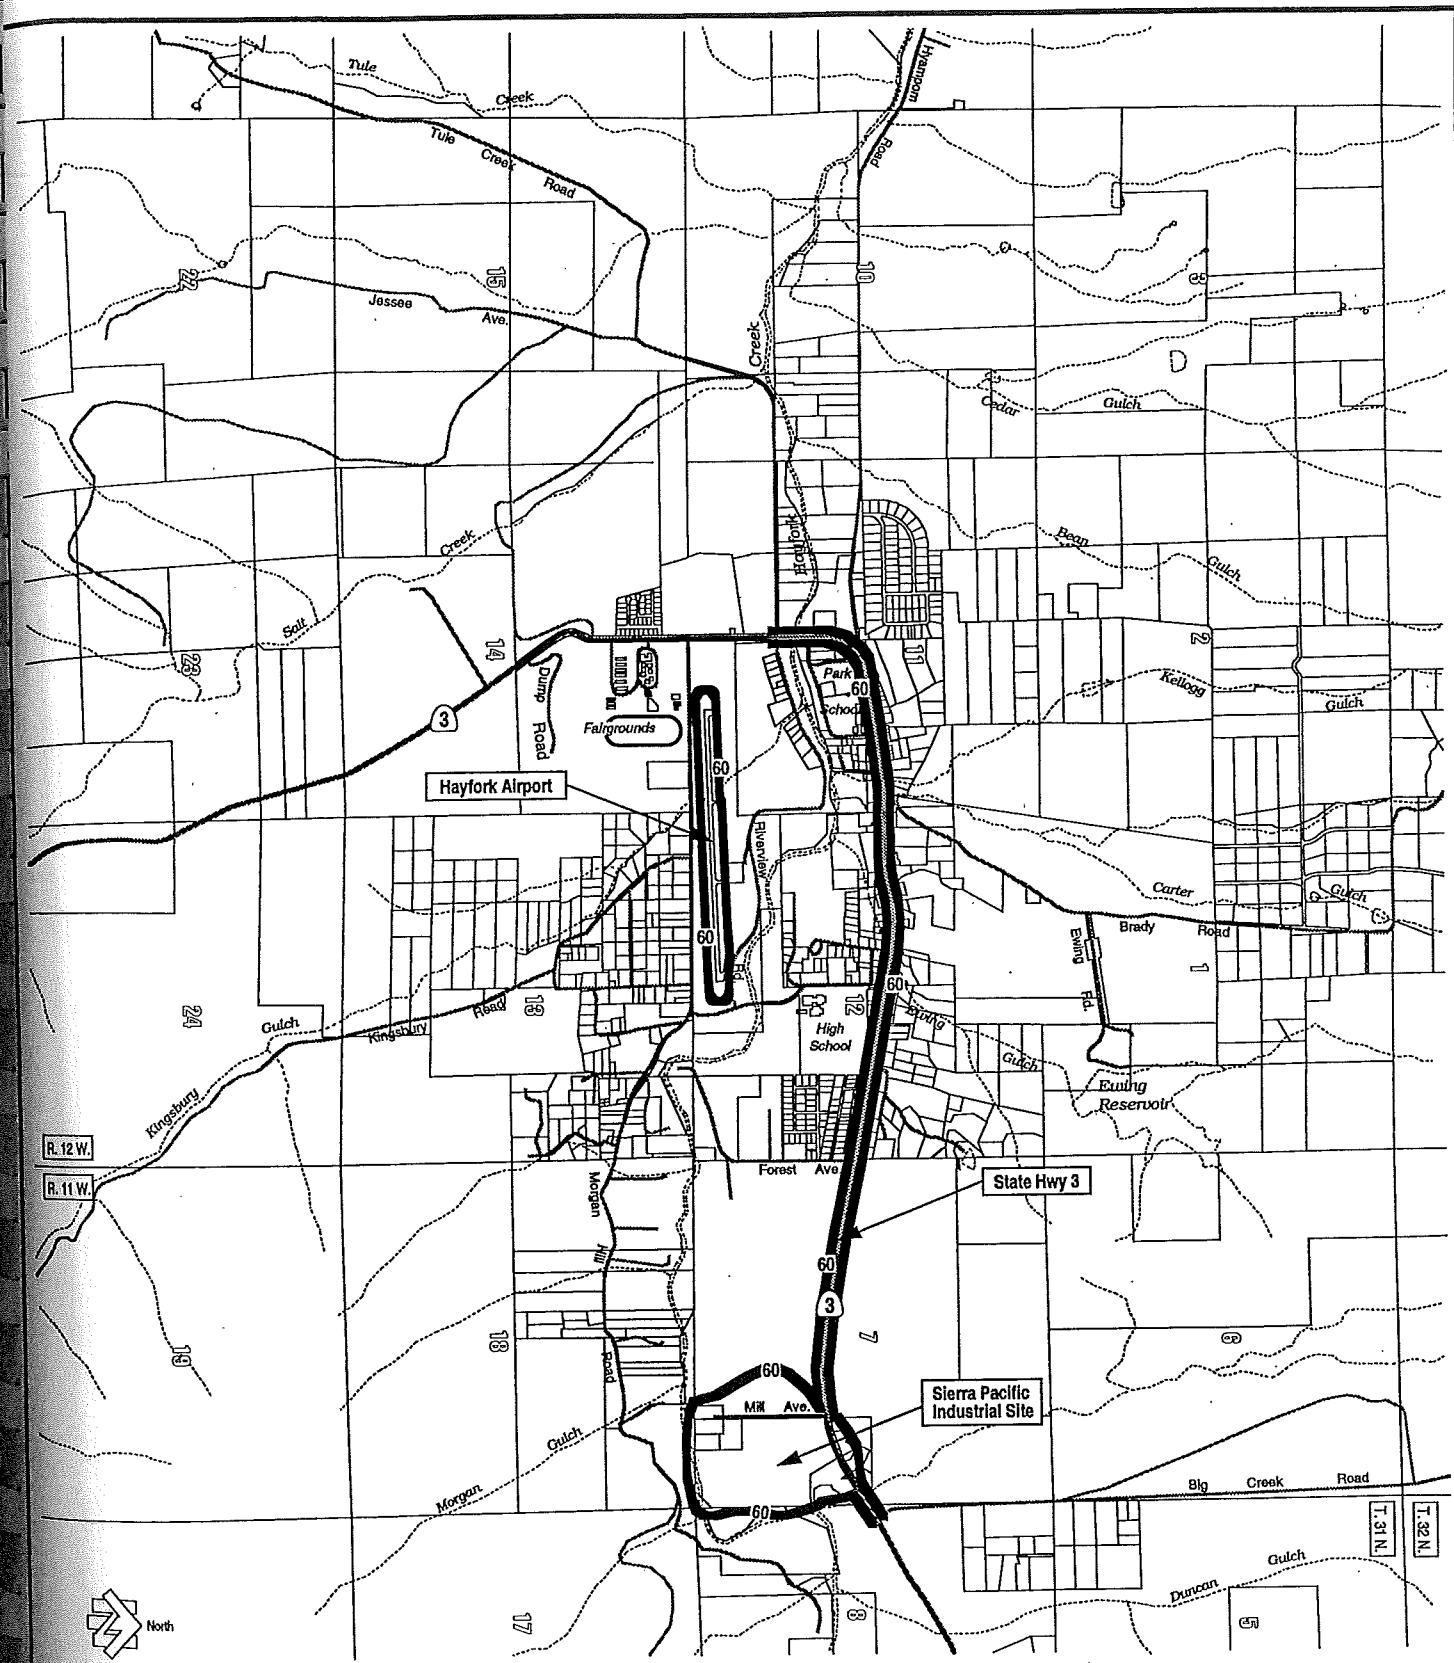 Tule
Creek
Hyampom
Road
Tule
Creek
Road
22
15
10
3
Jessee
Ave.
Creek
Cedar
Gulch
Bean
Gulch
Hayfork
Creek
Salt
23
14
11
2
Dump
Road
Park
60
School
Kellogg
Gulch
3
Fairgrounds
60
Hayfork Airport
Riverview
Rd
Carter
Gulch
Brady
Road
Ewing
Rd.
60
1
60
24
13
12
Gulch
Kingsbury
Road
High
School
Ewing
Gulch
Kingsbury
Ewing
Reservoir
R. 12 W.
R. 11 W.
Forest Ave
State Hwy 3
Morgan
Hill
Road
60
3
19
18
7
6
60
Sierra Pacific
Industrial Site
Mill Ave.
Gulch
Morgan
60
Big Creek Road
T. 31 N.
T. 32 N.
Gulch
Duncan
North
17
8
5